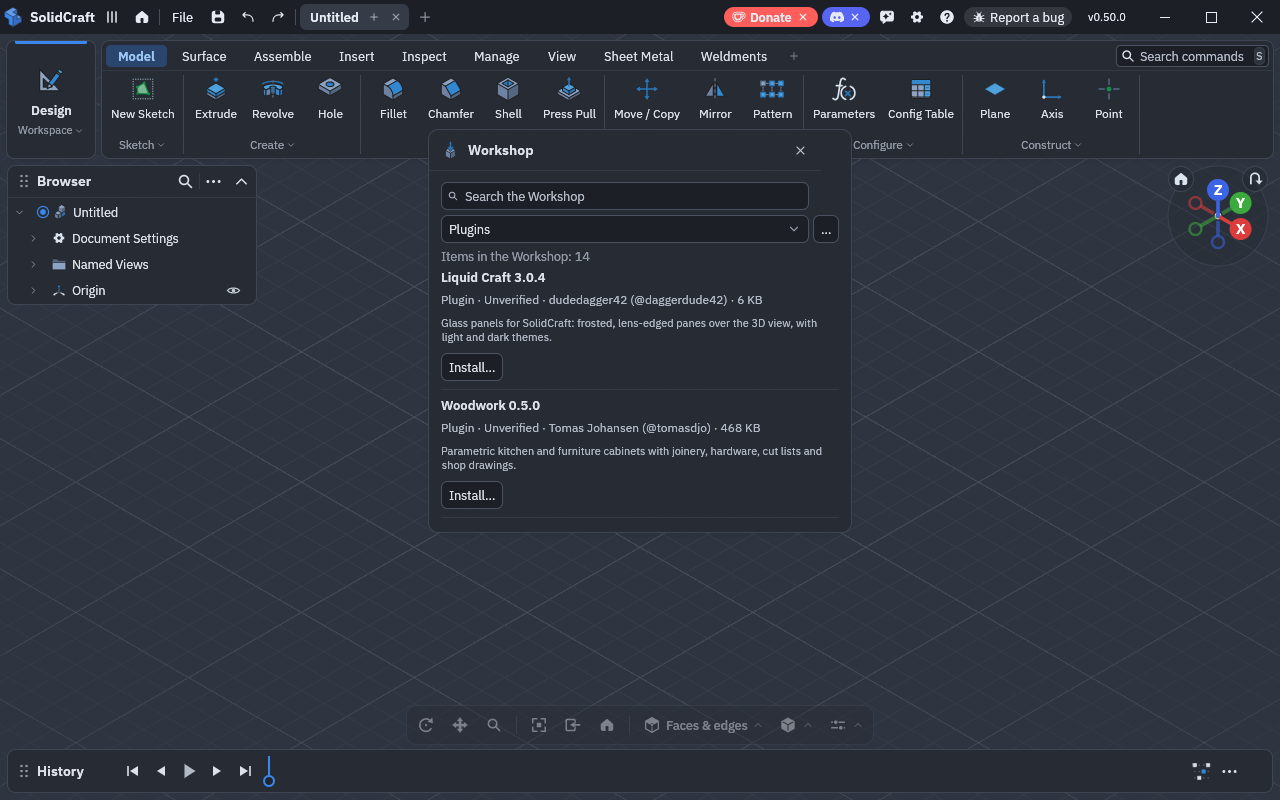 SolidCraft
File
Untitled
Donate
Report a bug
v0.50.0
Design
Workspace
Model
Surface
Assemble
Insert
Inspect
Manage
View
Sheet Metal
Weldments
Search commands
S
New Sketch
Extrude
Revolve
Hole
Fillet
Chamfer
Shell
Press Pull
Move / Copy
Mirror
Pattern
Parameters
Config Table
Plane
Axis
Point
Sketch
Create
Configure
Construct
Browser
Untitled
Document Settings
Named Views
Origin
Workshop
Search the Workshop
Plugins
...
Items in the Workshop: 14
Liquid Craft 3.0.4
Plugin · Unverified · dudedagger42 (@daggerdude42) · 6 KB
Glass panels for SolidCraft: frosted, lens-edged panes over the 3D view, with
light and dark themes.
Install...
Woodwork 0.5.0
Plugin · Unverified · Tomas Johansen (@tomasdjo) · 468 KB
Parametric kitchen and furniture cabinets with joinery, hardware, cut lists and
shop drawings.
Install...
Z
Y
X
Faces & edges
History